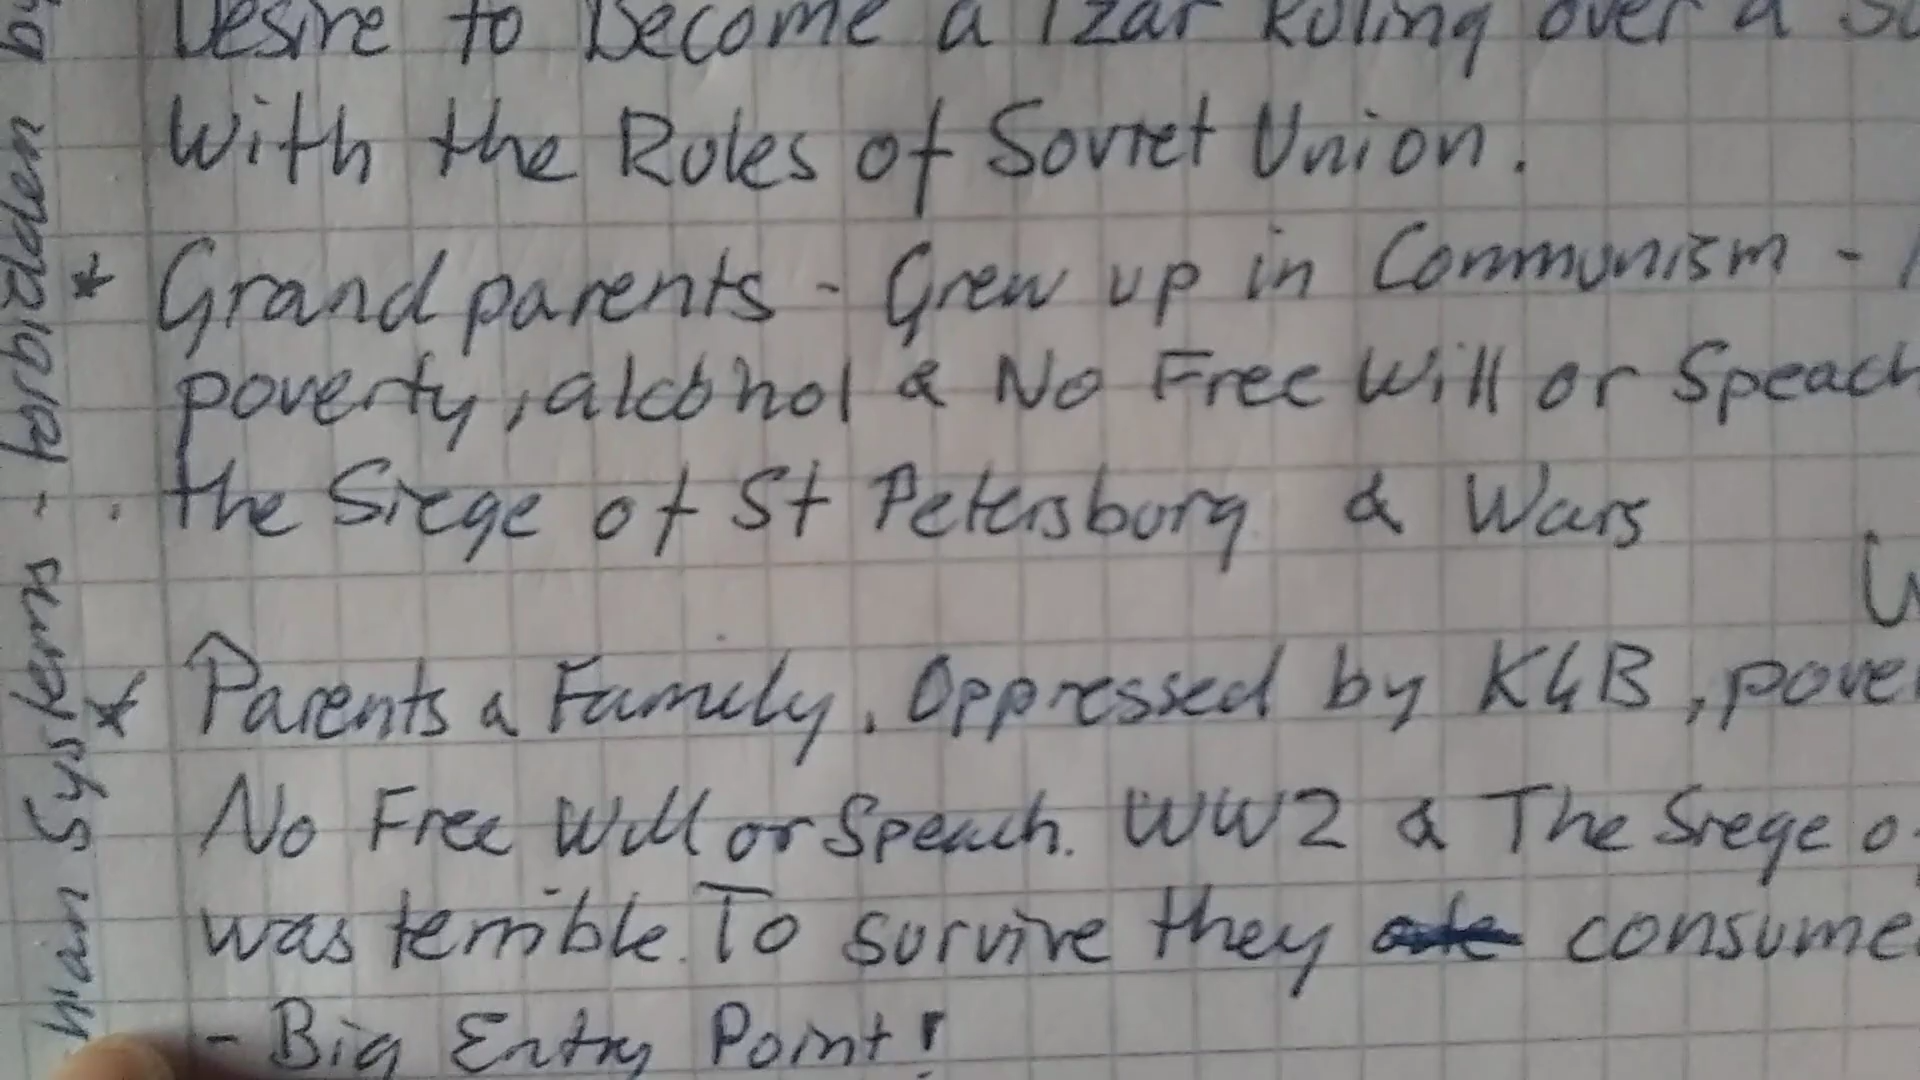 Desire to Become a Tzar Ruling over a
With the Rules of Soviet Union.
* Grandparents - Grew up in Communism -
poverty, alcohol & No Free Will or Speach
the Siege of St Petersburg & Wars
* Parents & Family. Oppressed by KGB,
No Free Will or Speach. WW2 & The Siege
was terrible. To survive they consume
- Big Entry Point!
Systems - forbidden by